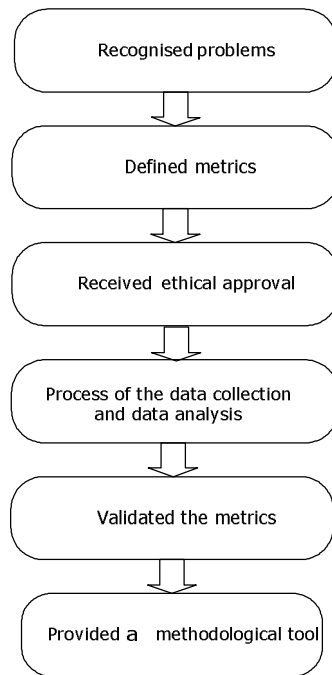 Recognised problems
Defined metrics
Received ethical approval
Process of the data collection
and data analysis
Validated the metrics
Provided a methodological tool